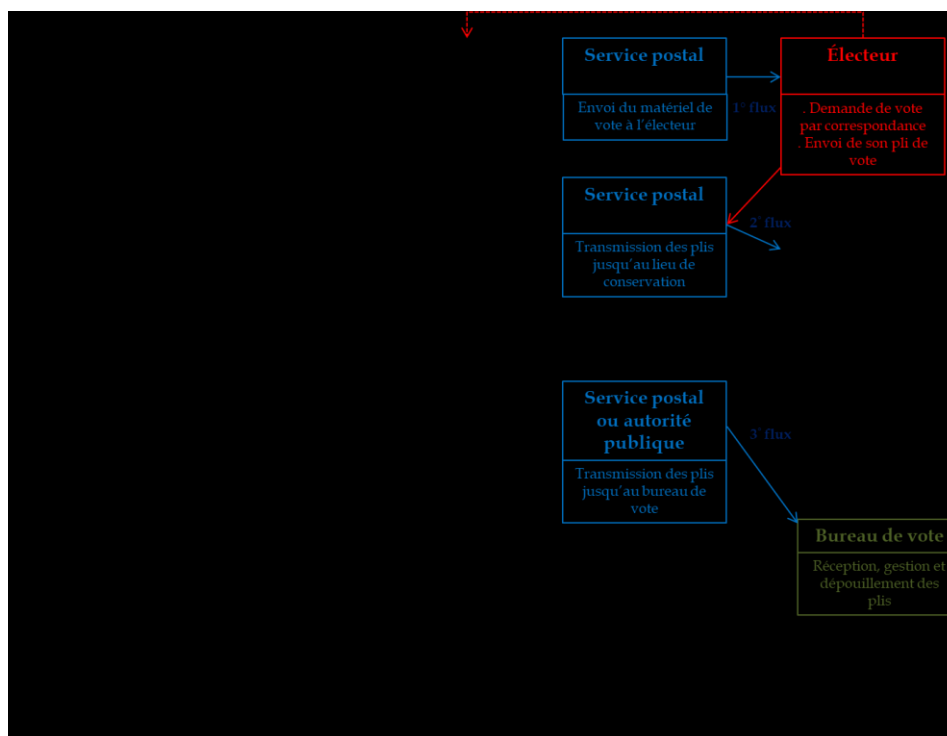 Service postal
Envoi du matériel de
vote à l'électeur
1° flux
Électeur
. Demande de vote
par correspondance
. Envoi de son pli de
vote
Service postal
Transmission des plis
jusqu'au lieu de
conservation
2° flux
Service postal
ou autorité
publique
Transmission des plis
jusqu'au bureau de
vote
3° flux
Bureau de vote
Réception, gestion et
dépouillement des
plis